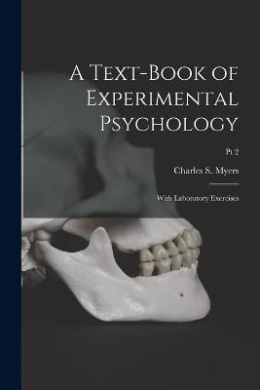 A Text-Book of
Experimental
Psychology
Charles S. Myers
Pt 2
With Laboratory Exercises